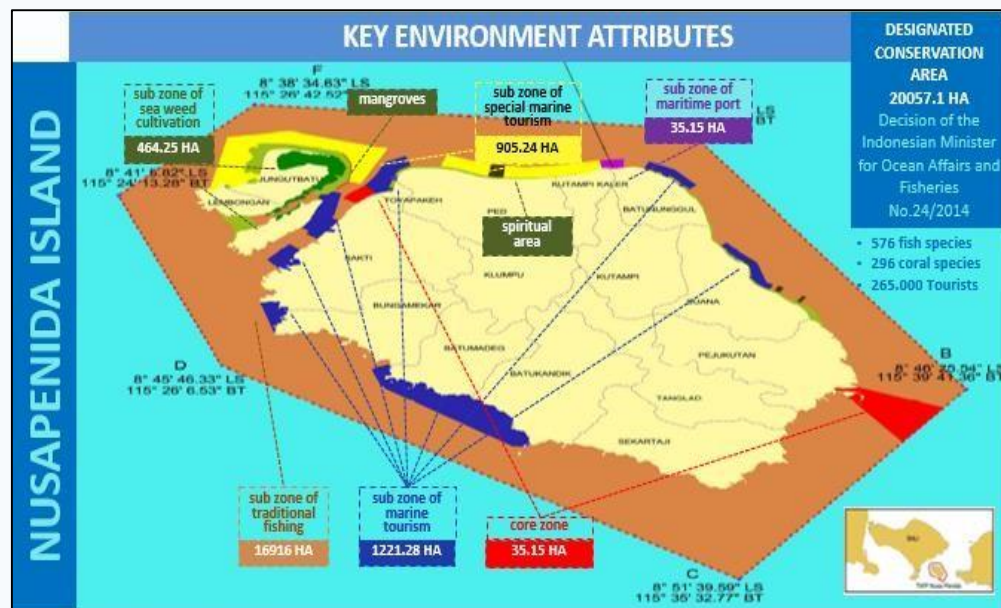 KEY ENVIRONMENT ATTRIBUTES
NUSAPENIDA ISLAND
DESIGNATED
CONSERVATION
AREA
20057.1 HA
Decision of the
Indonesian Minister
for Ocean Affairs and
Fisheries
No.24/2014
• 576 fish species
• 296 coral species
• 265.000 Tourists
F
8° 38' 34.63" LS
115° 26' 42.52"
LS
BT
sub zone of
sea weed
cultivation
464.25 HA
mangroves
sub zone of
special marine
tourism
905.24 HA
sub zone of
maritime port
35.15 HA
8° 41' 6.82" LS
115° 24' 13.28" BT
JUNGUTBATU
LEMBONGAN
TOYAPAKEH
PED
KUTAMPI KALER
BATUNUNGGUL
spiritual
area
SAKTI
KLUMPU
KUTAMPI
SUANA
BUNGAMEKAR
BATUMADEG
BATUKANDIK
PEJUKUTAN
TANGLAD
SEKARTAJI
D
8° 45' 46.33" LS
115° 26' 6.53" BT
B
LS
115° 39' 41.36" BT
sub zone of
traditional
fishing
16916 HA
sub zone of
marine
tourism
1221.28 HA
core zone
35.15 HA
C
8° 51' 39.59" LS
115° 35' 32.77" BT
BALI